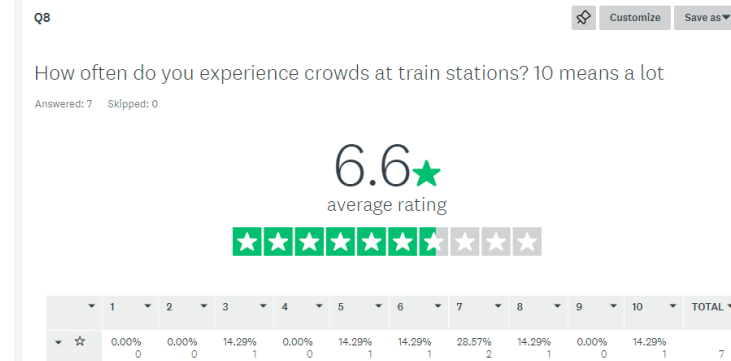 Q8
Customize
Save as
How often do you experience crowds at train stations? 10 means a lot
Answered: 7 Skipped: 0
6.6
average rating
1 2 3 4 5 6 7 8 9 10 TOTAL
0.00% 0.00% 14.29% 0.00% 14.29% 14.29% 28.57% 14.29% 0.00% 14.29%
0 0 1 0 1 1 2 1 0 1 7